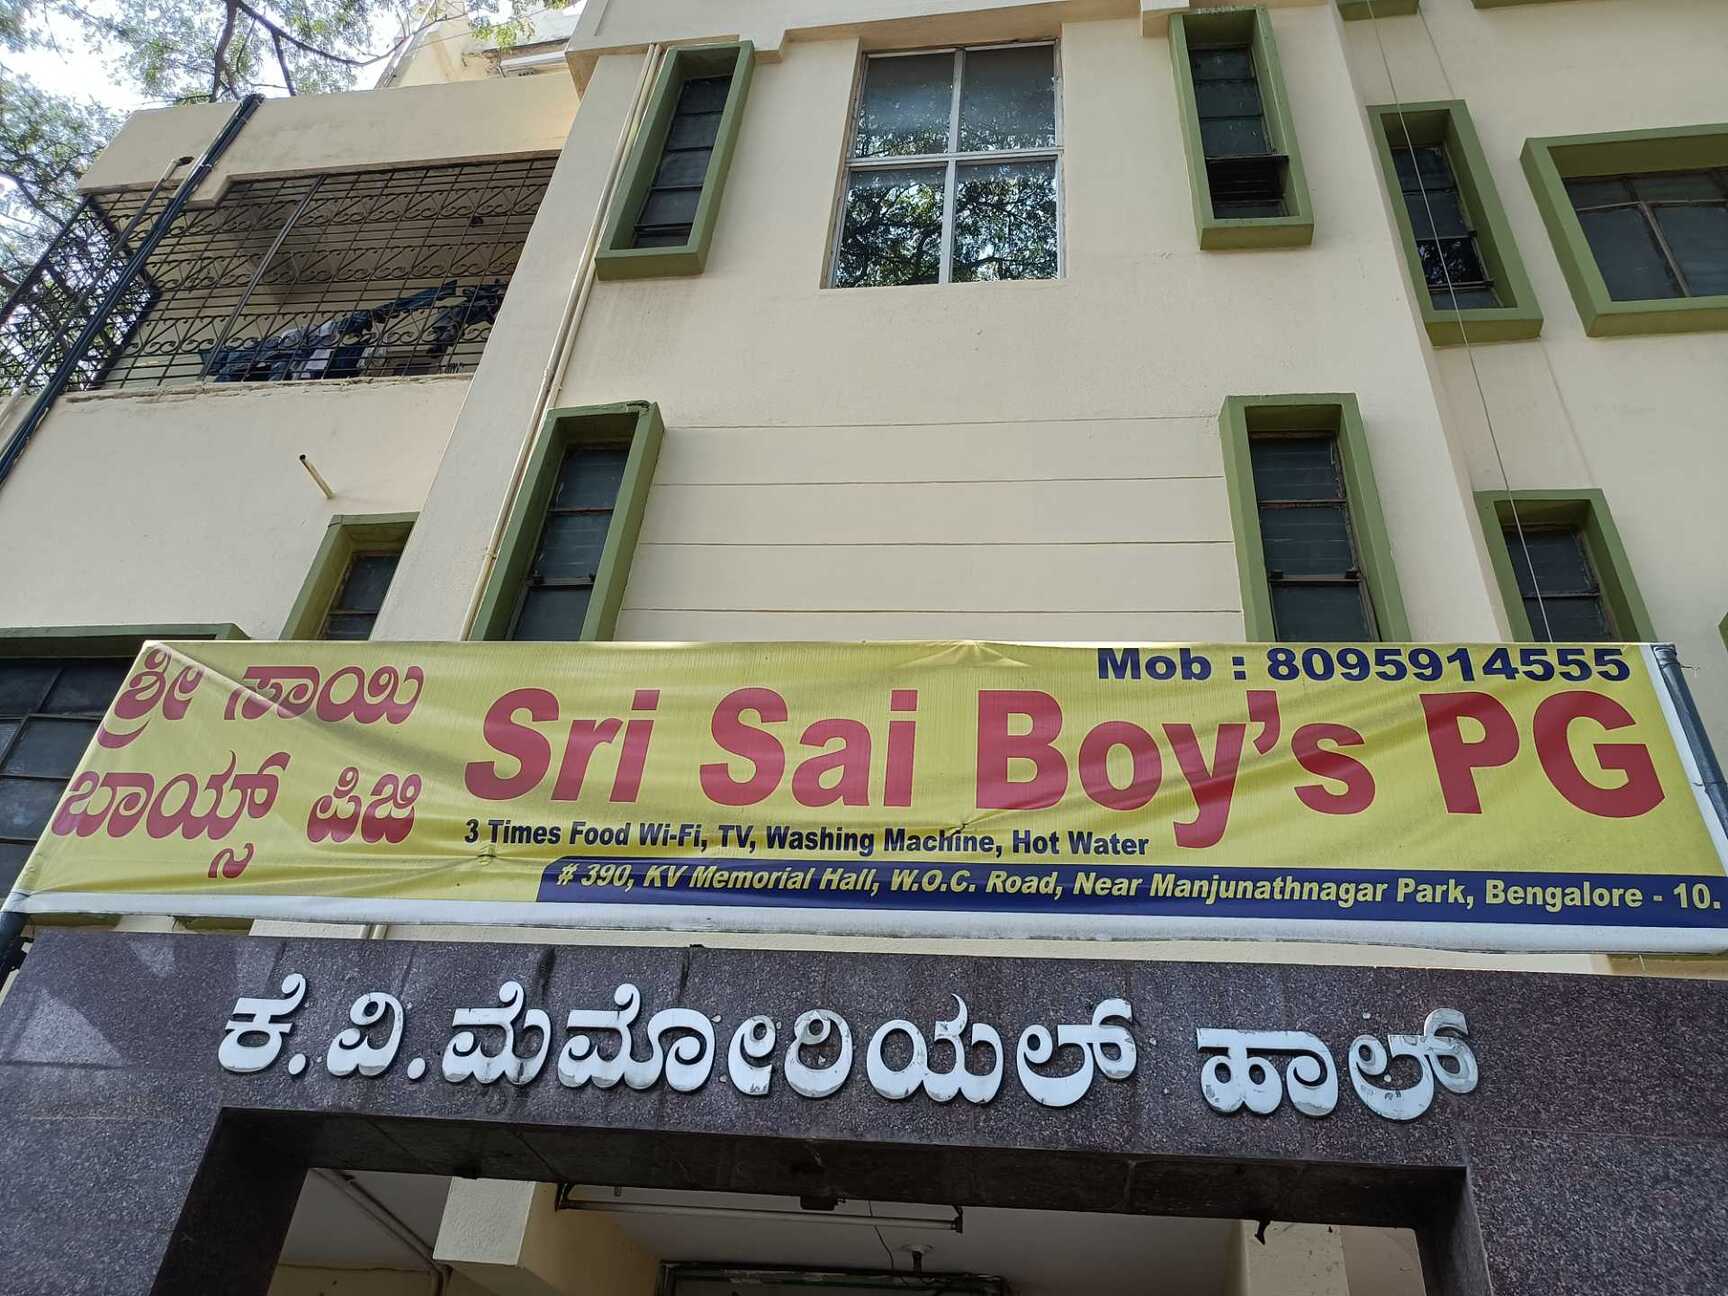 Mob : 8095914555
ಶ್ರೀ ಸಾಯಿ
ಬಾಯ್ಸ್ ಪಿಜಿ
Sri Sai Boy's PG
3 Times Food Wi-Fi, TV, Washing Machine, Hot Water
# 390, KV Memorial Hall, W.O.C. Road, Near Manjunathnagar Park, Bengalore - 10.
ಕೆ.ವಿ.ಮೆಮೋರಿಯಲ್ ಹಾಲ್